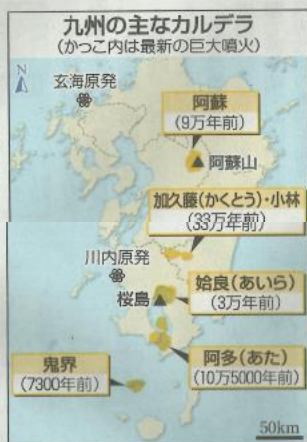 九州の主なカルデラ
(かっこ内は最新の巨大噴火)
N
玄海原発
阿蘇
(9万年前)
阿蘇山
加久藤(かくとう)・小林
(33万年前)
川内原発
桜島
姶良(あいら)
(3万年前)
鬼界
(7300年前)
阿多(あた)
(10万5000年前)
50km